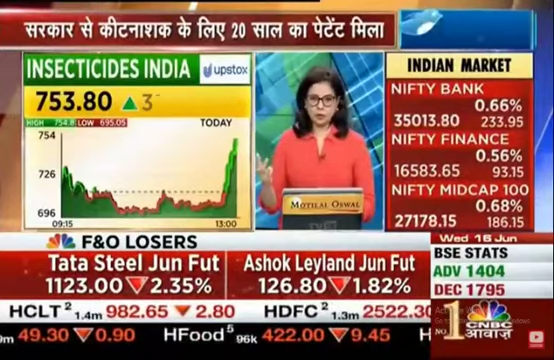 सरकार से कीटनाशक के लिए 20 साल का पेटेंट मिला
INSECTICIDES INDIA
upstox
753.80 ▲ 3
HIGH 754.8 LOW 695.05
TODAY
754
726
696
09:15
13:00
MOTILAL OSWAL
INDIAN MARKET
NIFTY BANK
0.66%
35013.80 233.95
NIFTY FINANCE
0.56%
16583.65 93.15
NIFTY MIDCAP 100
0.68%
27178.15 186.15
F&O LOSERS
Tata Steel Jun Fut
1123.00 ▼ 2.35%
Ashok Leyland Jun Fut
126.80 ▼ 1.82%
Wed 16 Jun
BSE STATS
ADV 1404
DEC 1795
HCLT 2 1.4m 982.65 ▼ 2.80 HDFC 2 1.3m 2522.30
49.30 ▼ 0.90 HFood 5 96k 422.00 ▼ 9.45
NO. 1
CNBC
आवाज़